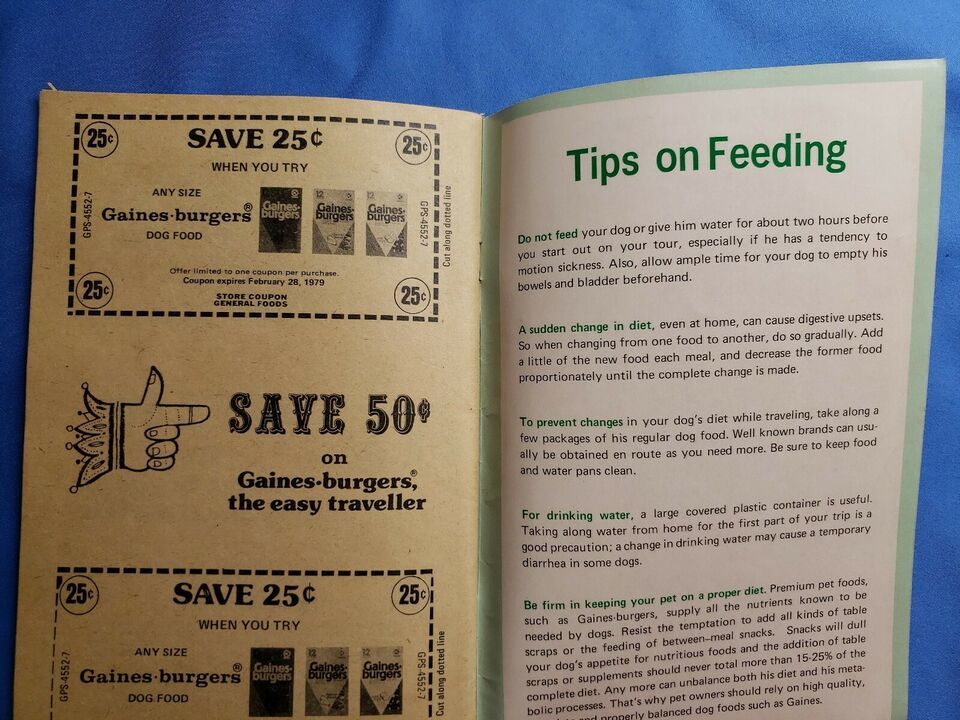 25¢
SAVE 25¢
25¢
WHEN YOU TRY
ANY SIZE
Gaines·burgers®
DOG FOOD
GPS-4552-7
12
12
Gaines·burgers
Gaines·burgers
Gaines·burgers
GPS-4552-7
Cut along dotted line
Offer limited to one coupon per purchase.
Coupon expires February 28, 1979
25¢
STORE COUPON
GENERAL FOODS
25¢
SAVE 50¢
on
Gaines·burgers,®
the easy traveller
25¢
SAVE 25¢
25¢
WHEN YOU TRY
ANY SIZE
Gaines·burgers®
DOG FOOD
GPS-4552-7
12
12
Gaines·burgers
Gaines·burgers
Gaines·burgers
GPS-4552-7
Cut along dotted line
Tips on Feeding
Do not feed your dog or give him water for about two hours before
you start out on your tour, especially if he has a tendency to
motion sickness. Also, allow ample time for your dog to empty his
bowels and bladder beforehand.
A sudden change in diet, even at home, can cause digestive upsets.
So when changing from one food to another, do so gradually. Add
a little of the new food each meal, and decrease the former food
proportionately until the complete change is made.
To prevent changes in your dog's diet while traveling, take along a
few packages of his regular dog food. Well known brands can usu-
ally be obtained en route as you need more. Be sure to keep food
and water pans clean.
For drinking water, a large covered plastic container is useful.
Taking along water from home for the first part of your trip is a
good precaution; a change in drinking water may cause a temporary
diarrhea in some dogs.
Be firm in keeping your pet on a proper diet. Premium pet foods,
such as Gaines·burgers, supply all the nutrients known to be
needed by dogs. Resist the temptation to add all kinds of table
scraps or the feeding of between-meal snacks. Snacks will dull
your dog's appetite for nutritious foods and the addition of table
scraps or supplements should never total more than 15-25% of the
complete diet. Any more can unbalance both his diet and his meta-
bolic processes. That's why pet owners should rely on high quality,
and properly balanced dog foods such as Gaines.